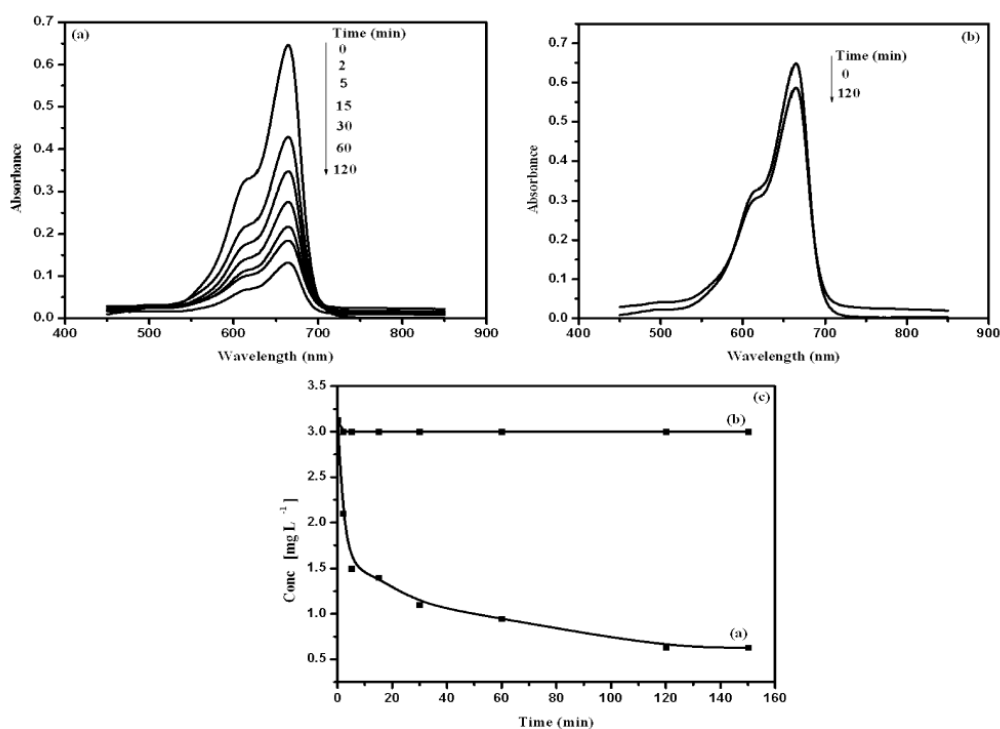 (a)
Time (min)
0
2
5
15
30
60
120
0.7
0.6
0.5
0.4
0.3
0.2
0.1
0.0
400 500 600 700 800 900
Absorbance
Wavelength (nm)
(b)
Time (min)
0
120
0.7
0.6
0.5
0.4
0.3
0.2
0.1
0.0
400 500 600 700 800 900
Absorbance
Wavelength (nm)
(c)
(b)
(a)
3.5
3.0
2.5
2.0
1.5
1.0
0.5
0 20 40 60 80 100 120 140 160
Conc [mg L -1]
Time (min)